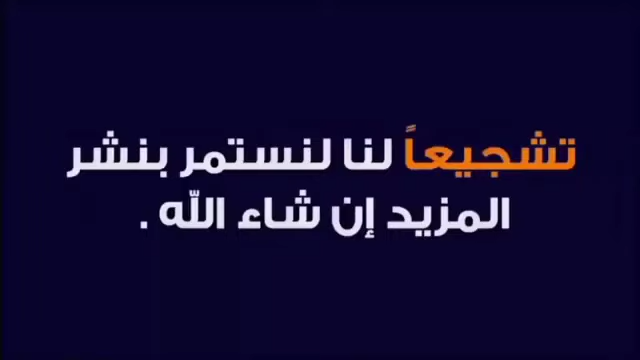 تشجيعاً لنا لنستمر بنشر
المزيد إن شاء الله .